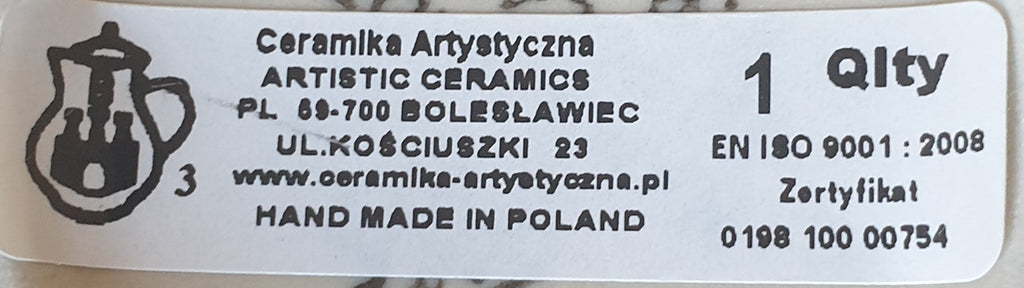 Ceramika Artystyczna
ARTISTIC CERAMICS
PL 69-700 BOLESŁAWIEC
UL.KOŚCIUSZKI 23
www.ceramika-artystyczna.pl
HAND MADE IN POLAND
3
1 Qlty
EN ISO 9001 : 2008
Zertyfikat
0198 100 00754